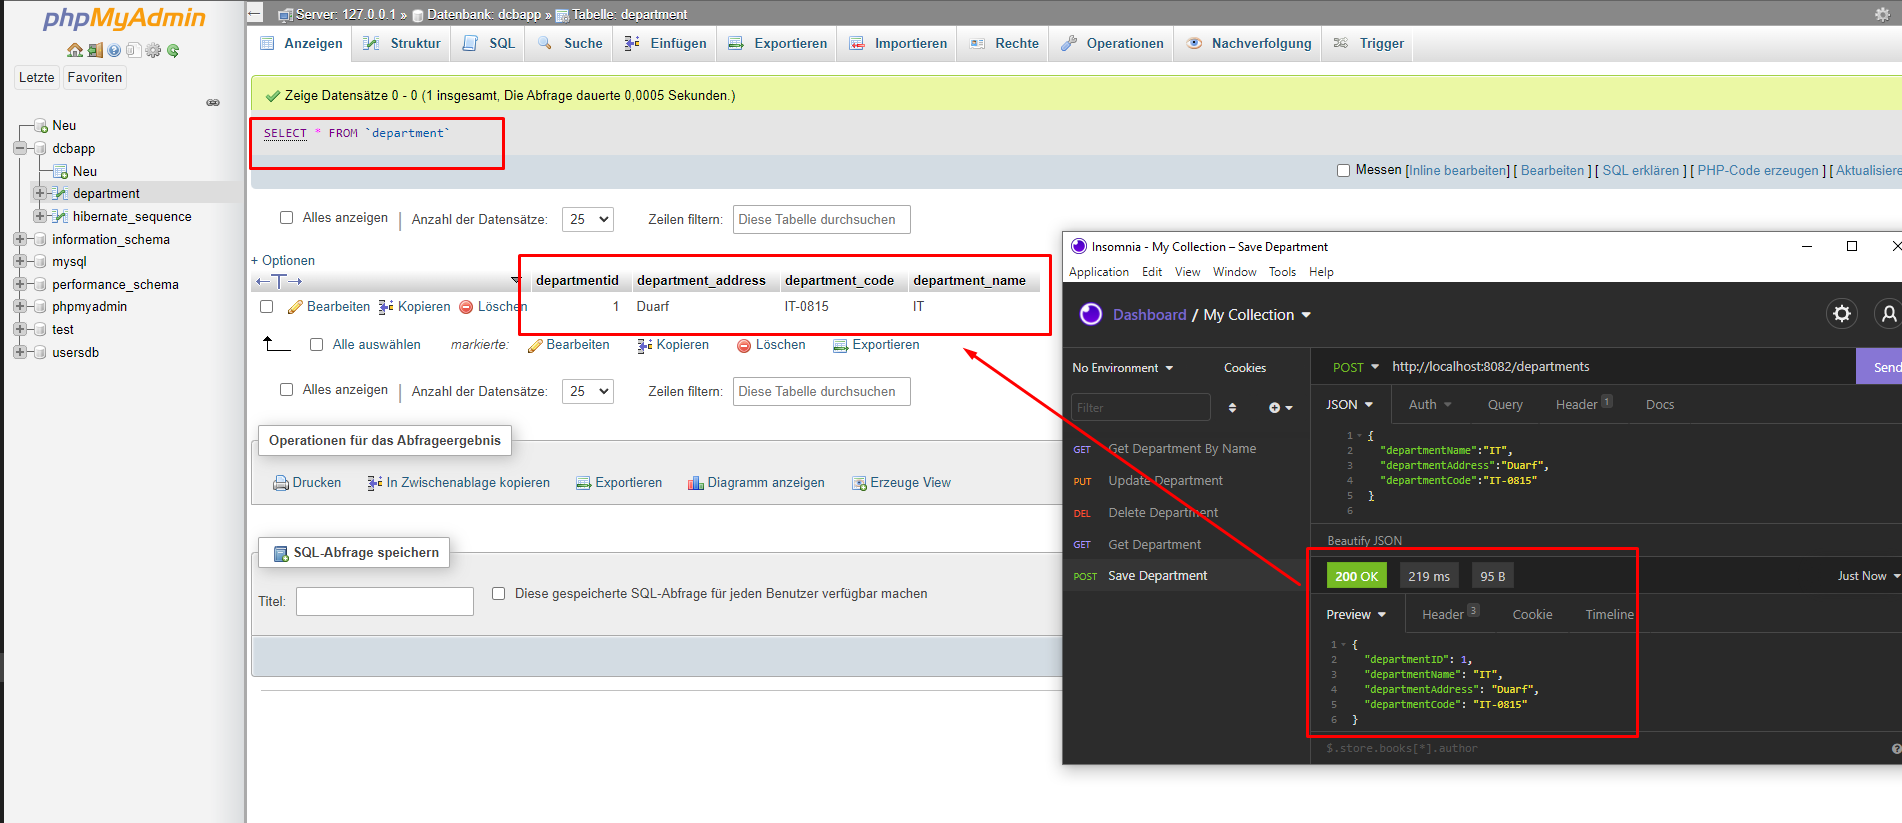 phpMyAdmin
Letzte
Favoriten
Neu
dcbapp
Neu
department
hibernate_sequence
information_schema
mysql
performance_schema
phpmyadmin
test
usersdb
Server: 127.0.0.1 » Datenbank: dcbapp » Tabelle: department
Anzeigen
Struktur
SQL
Suche
Einfügen
Exportieren
Importieren
Rechte
Operationen
Nachverfolgung
Trigger
Zeige Datensätze 0 - 0 (1 insgesamt, Die Abfrage dauerte 0,0005 Sekunden.)
SELECT * FROM `department`
Messen [Inline bearbeiten] [ Bearbeiten ] [ SQL erklären ] [ PHP-Code erzeugen ] [ Aktualisiere
Alles anzeigen
Anzahl der Datensätze:
25
Zeilen filtern:
Diese Tabelle durchsuchen
+ Optionen
departmentid
department_address
department_code
department_name
Bearbeiten
Kopieren
Löschen
1
Duarf
IT-0815
IT
Alle auswählen
markierte:
Bearbeiten
Kopieren
Löschen
Exportieren
Alles anzeigen
Anzahl der Datensätze:
25
Zeilen filtern:
Diese Tabelle durchsuchen
Operationen für das Abfrageergebnis
Drucken
In Zwischenablage kopieren
Exportieren
Diagramm anzeigen
Erzeuge View
SQL-Abfrage speichern
Titel:
Diese gespeicherte SQL-Abfrage für jeden Benutzer verfügbar machen
Insomnia - My Collection – Save Department
Application
Edit
View
Window
Tools
Help
Dashboard / My Collection
No Environment
Cookies
Filter
GET Get Department By Name
PUT Update Department
DEL Delete Department
GET Get Department
POST Save Department
POST
http://localhost:8082/departments
Send
JSON
Auth
Query
Header 1
Docs
1 {
2 "departmentName":"IT",
3 "departmentAddress":"Duarf",
4 "departmentCode":"IT-0815"
5 }
6
Beautify JSON
200 OK
219 ms
95 B
Just Now
Preview
Header 3
Cookie
Timeline
1 {
2 "departmentID": 1,
3 "departmentName": "IT",
4 "departmentAddress": "Duarf",
5 "departmentCode": "IT-0815"
6 }
$.store.books[*].author